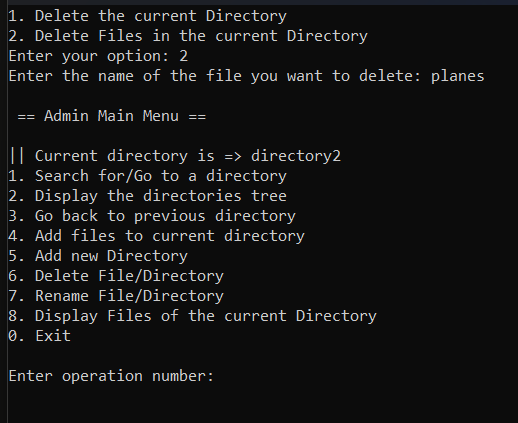 1. Delete the current Directory
2. Delete Files in the current Directory
Enter your option: 2
Enter the name of the file you want to delete: planes
== Admin Main Menu ==
|| Current directory is => directory2
1. Search for/Go to a directory
2. Display the directories tree
3. Go back to previous directory
4. Add files to current directory
5. Add new Directory
6. Delete File/Directory
7. Rename File/Directory
8. Display Files of the current Directory
0. Exit
Enter operation number: